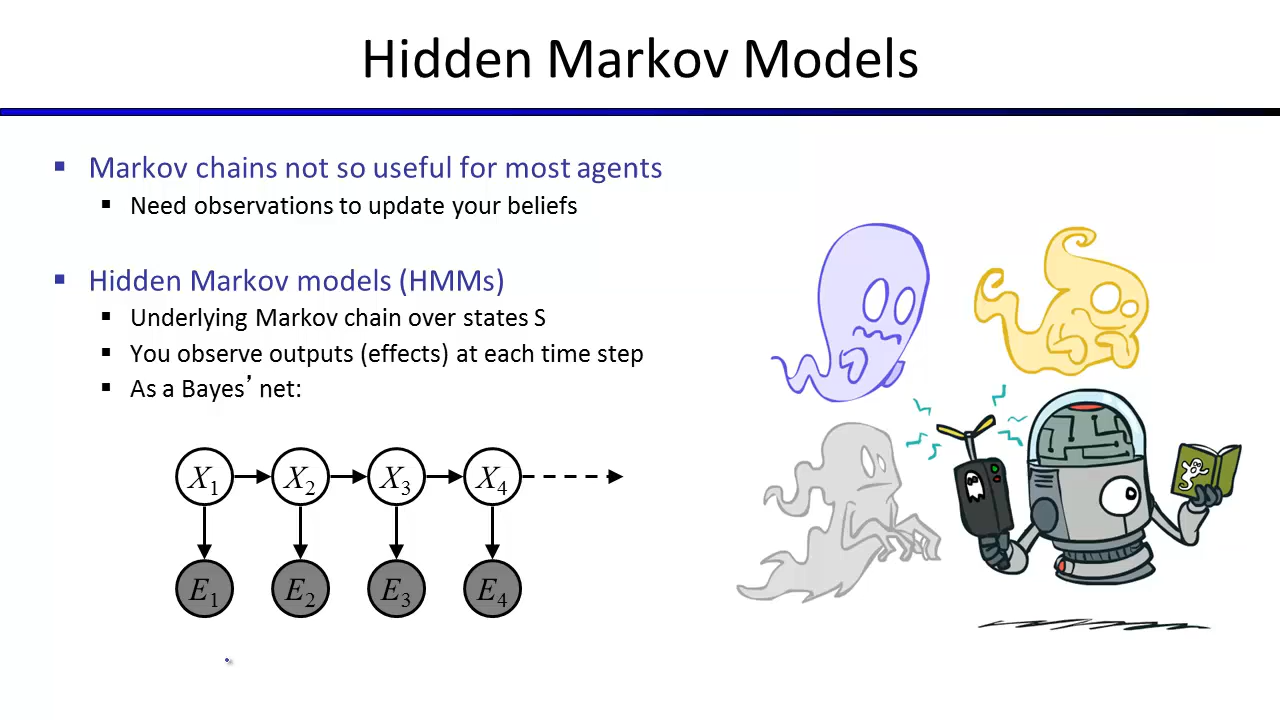 Hidden Markov Models
Markov chains not so useful for most agents
Need observations to update your beliefs
Hidden Markov models (HMMs)
Underlying Markov chain over states S
You observe outputs (effects) at each time step
As a Bayes’ net:
X1 X2 X3 X4
E1 E2 E3 E4